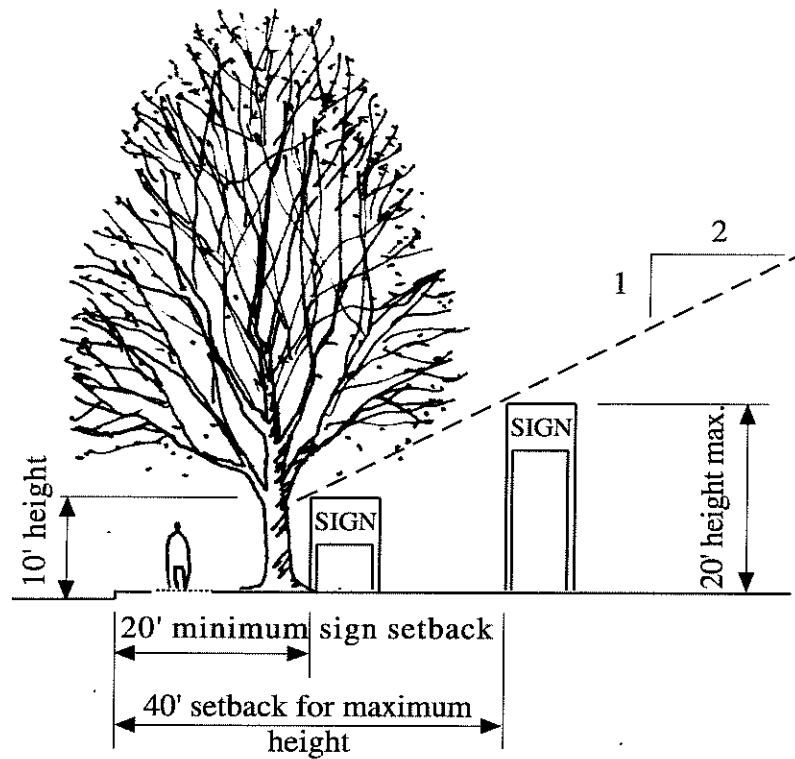 2
1
SIGN
20' height max.
10' height
SIGN
20' minimum sign setback
40' setback for maximum
height